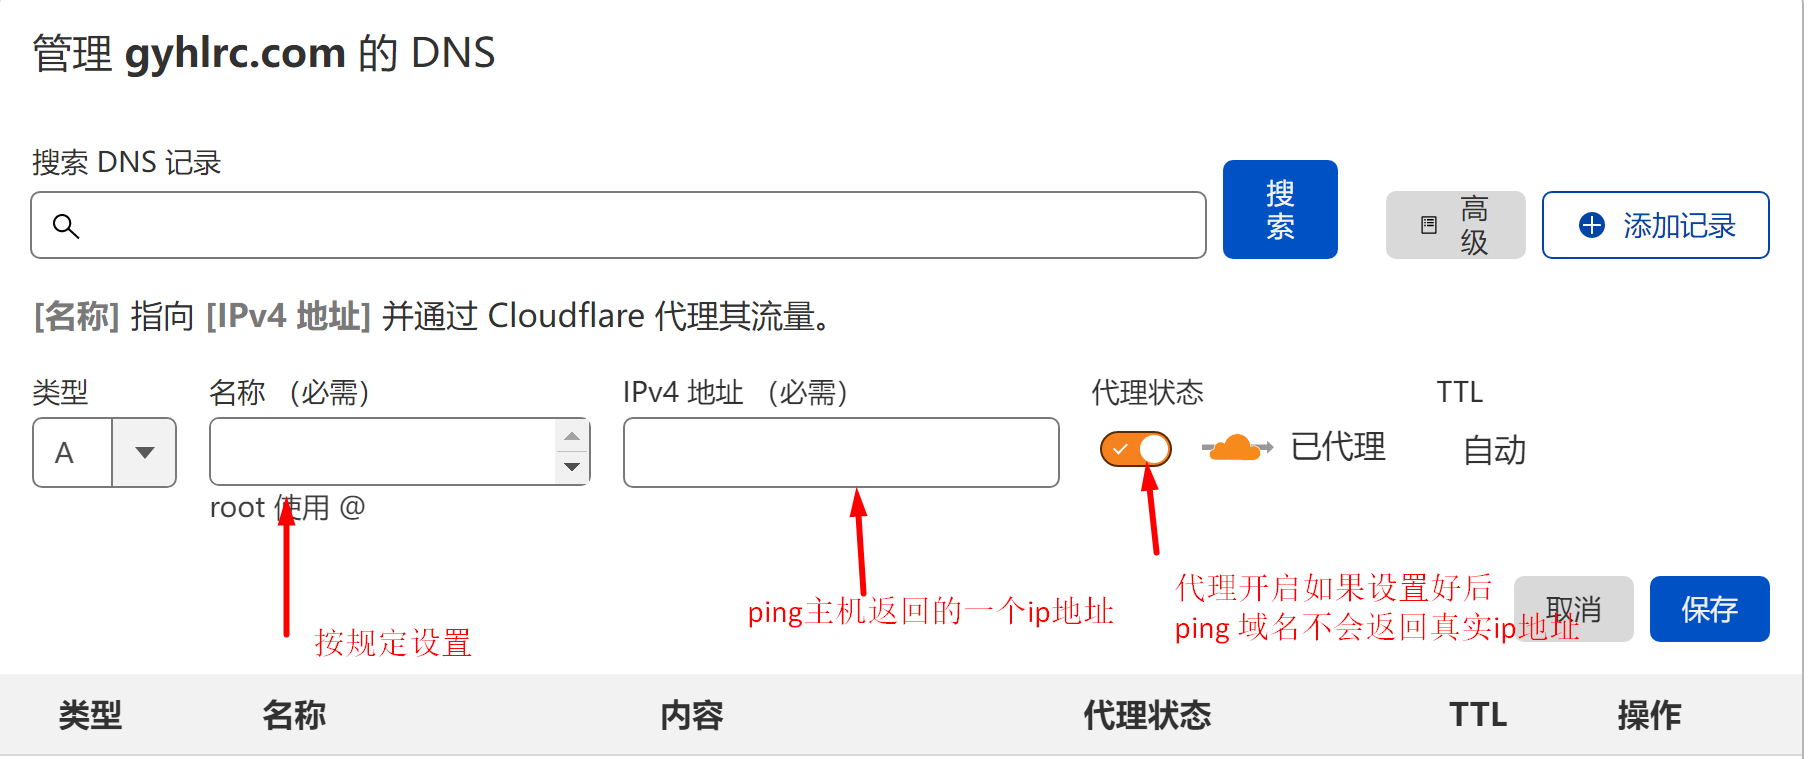 管理 gyhlrc.com 的 DNS
搜索 DNS 记录
搜索
高级
添加记录
[名称] 指向 [IPv4 地址] 并通过 Cloudflare 代理其流量。
类型
名称 （必需）
IPv4 地址 （必需）
代理状态
TTL
A
已代理
自动
root 使用 @
按规定设置
ping主机返回的一个ip地址
代理开启如果设置好后
ping 域名不会返回真实ip地址
取消
保存
类型 名称 内容 代理状态 TTL 操作